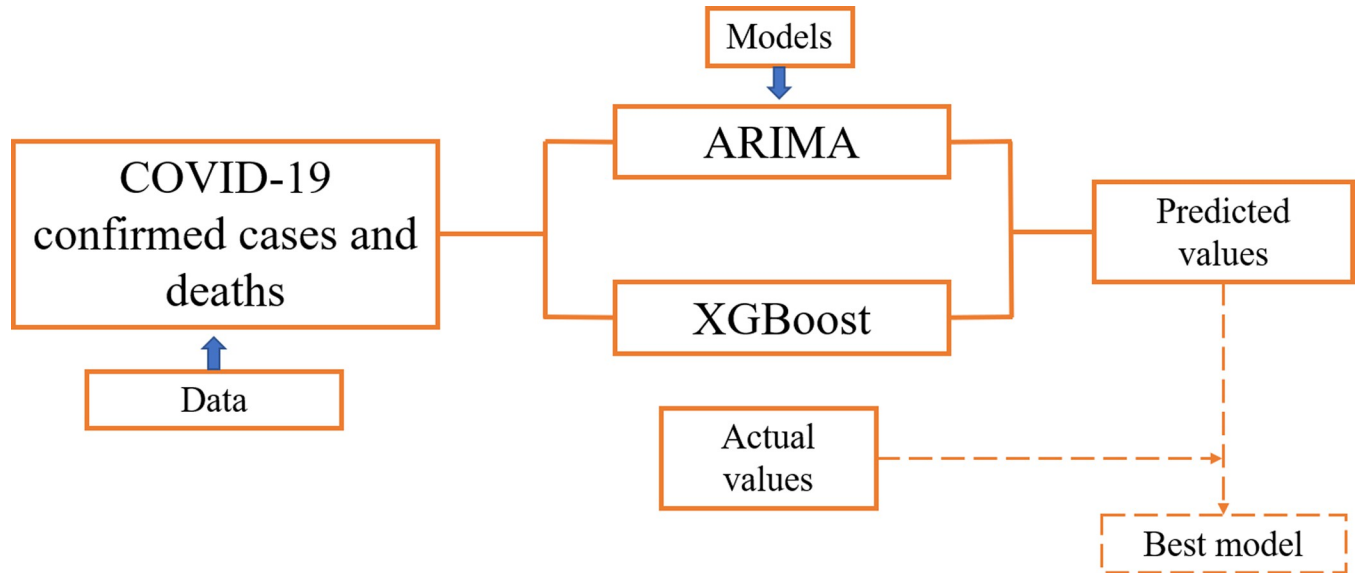 Models
ARIMA
COVID-19
confirmed cases and
deaths
Predicted
values
XGBoost
Data
Actual
values
Best model